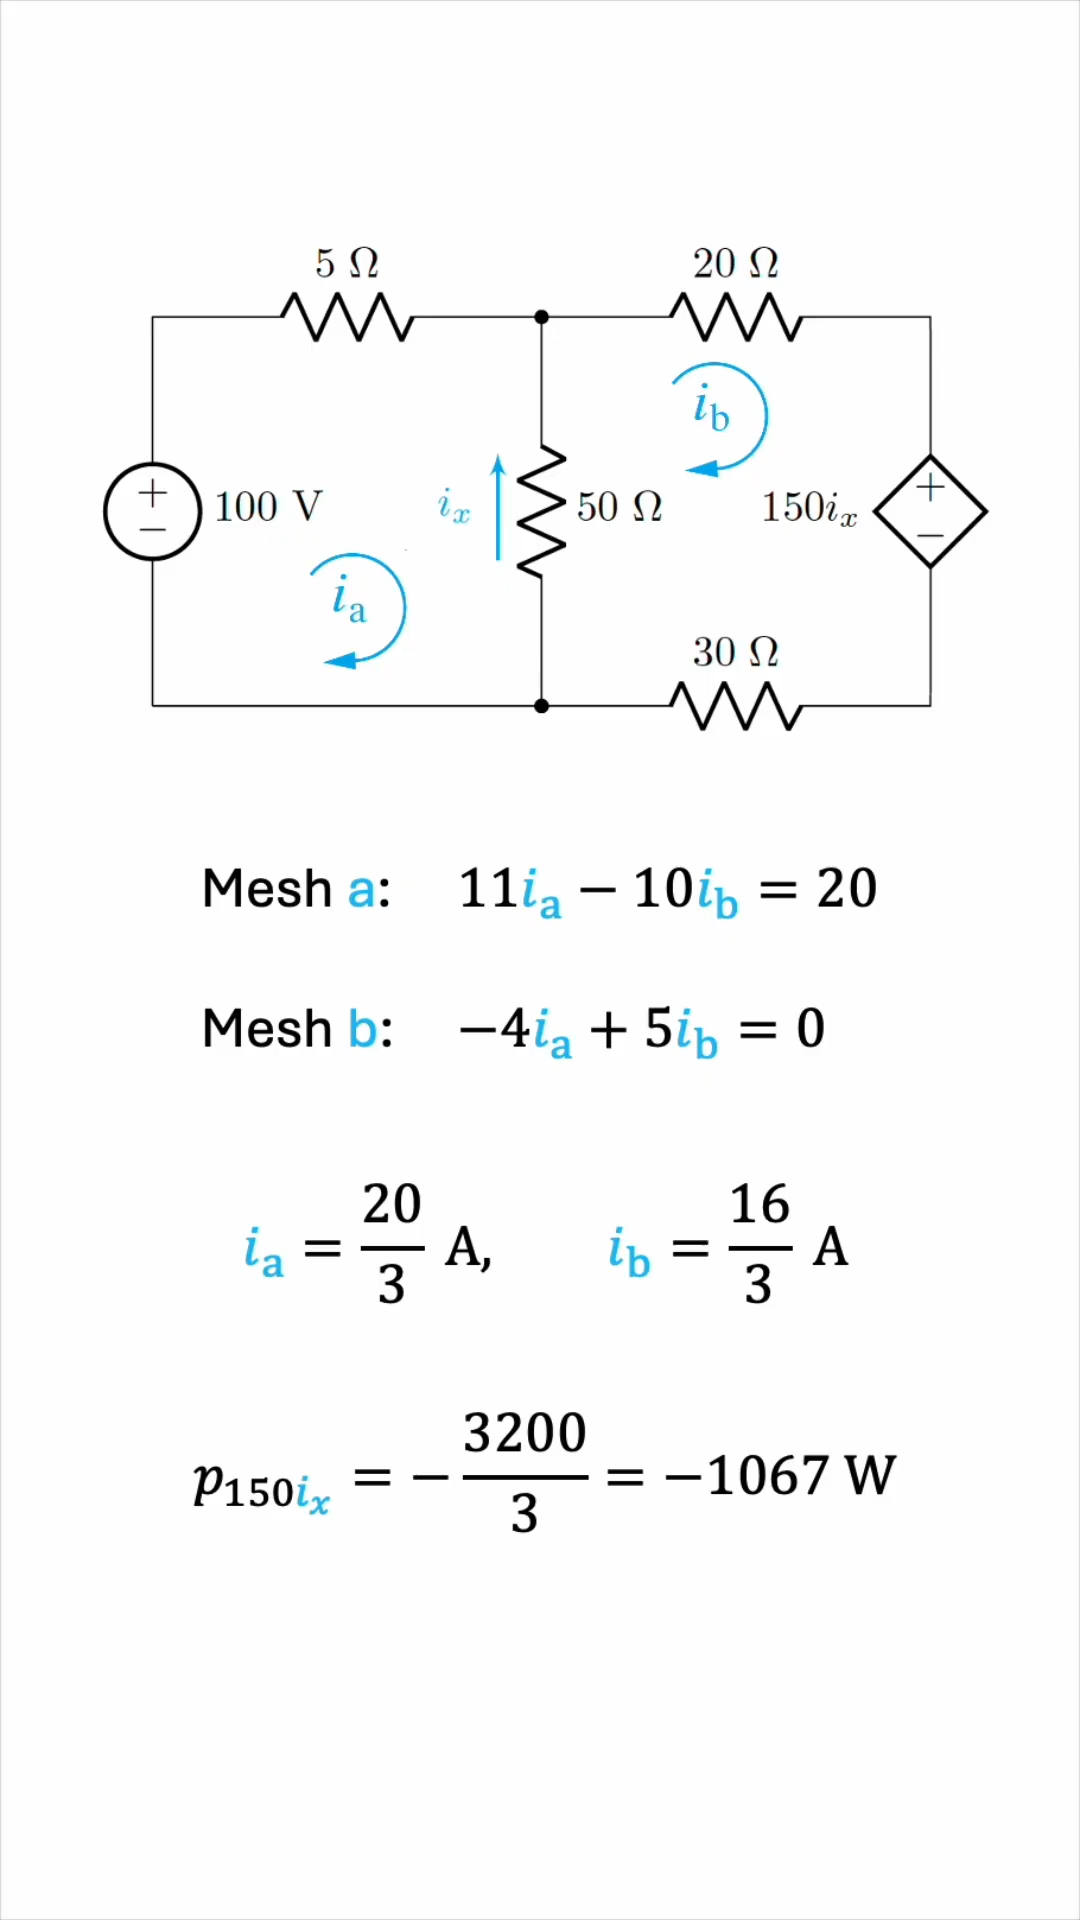 5 Ω
20 Ω
i_b
+
−
100 V
i_x
50 Ω
150i_x
+
−
i_a
30 Ω
Mesh a: 11i_a − 10i_b = 20
Mesh b: −4i_a + 5i_b = 0
i_a = 20/3 A, i_b = 16/3 A
p_150i_x = −3200/3 = −1067 W